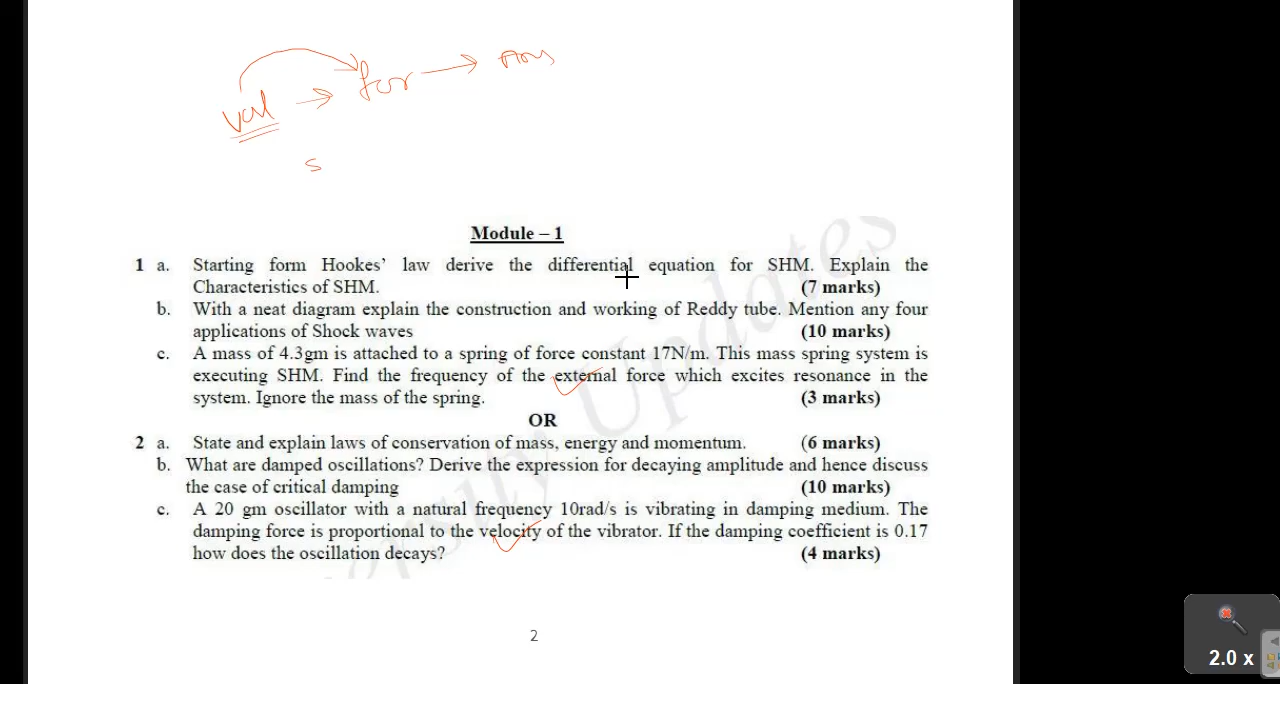 val → for → Ans
s
Module – 1
1 a. Starting form Hookes’ law derive the differential equation for SHM. Explain the
Characteristics of SHM. (7 marks)
b. With a neat diagram explain the construction and working of Reddy tube. Mention any four
applications of Shock waves (10 marks)
c. A mass of 4.3gm is attached to a spring of force constant 17N/m. This mass spring system is
executing SHM. Find the frequency of the external force which excites resonance in the
system. Ignore the mass of the spring. (3 marks)
OR
2 a. State and explain laws of conservation of mass, energy and momentum. (6 marks)
b. What are damped oscillations? Derive the expression for decaying amplitude and hence discuss
the case of critical damping (10 marks)
c. A 20 gm oscillator with a natural frequency 10rad/s is vibrating in damping medium. The
damping force is proportional to the velocity of the vibrator. If the damping coefficient is 0.17
how does the oscillation decays? (4 marks)
ersity Updates
2
2.0 x